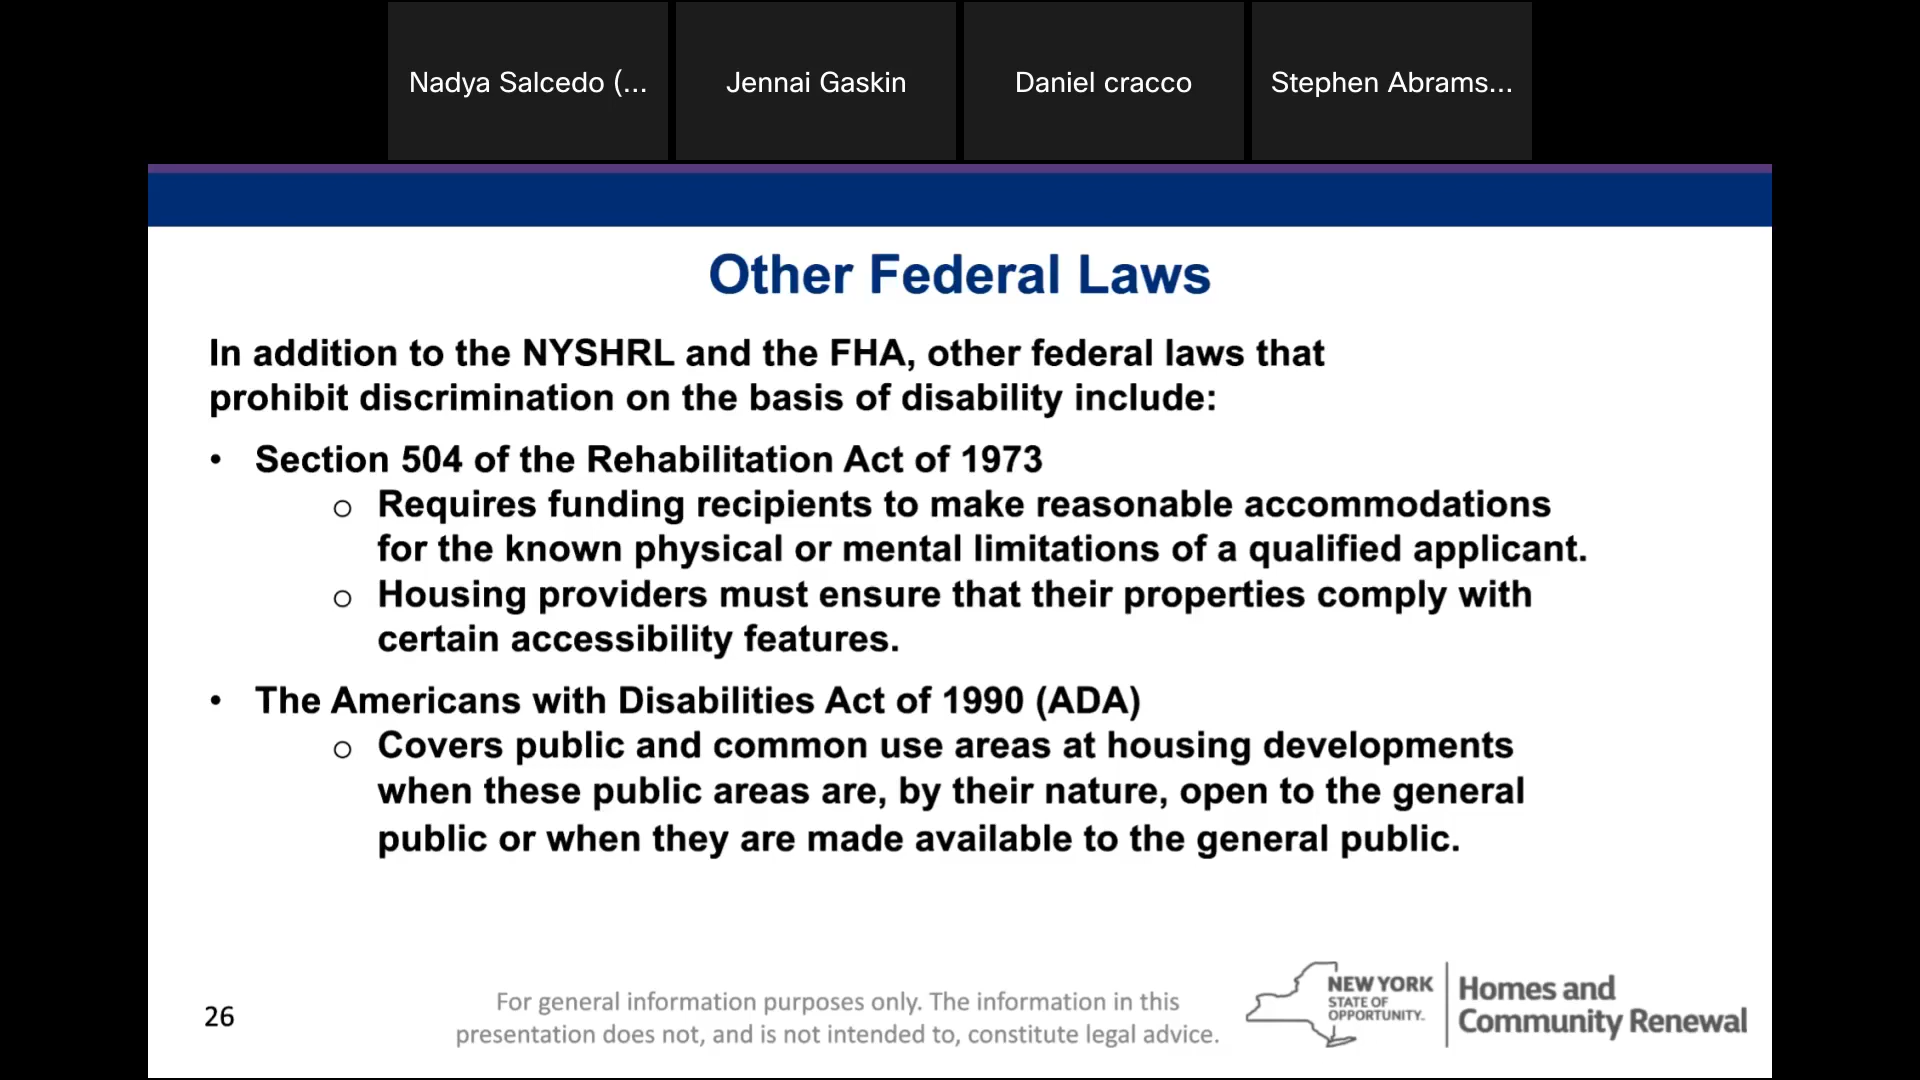 Nadya Salcedo (...
Jennai Gaskin
Daniel cracco
Stephen Abrams...
Other Federal Laws
In addition to the NYSHRL and the FHA, other federal laws that
prohibit discrimination on the basis of disability include:
• Section 504 of the Rehabilitation Act of 1973
o Requires funding recipients to make reasonable accommodations
for the known physical or mental limitations of a qualified applicant.
o Housing providers must ensure that their properties comply with
certain accessibility features.
• The Americans with Disabilities Act of 1990 (ADA)
o Covers public and common use areas at housing developments
when these public areas are, by their nature, open to the general
public or when they are made available to the general public.
26
For general information purposes only. The information in this
presentation does not, and is not intended to, constitute legal advice.
NEW YORK
STATE OF
OPPORTUNITY.
Homes and
Community Renewal